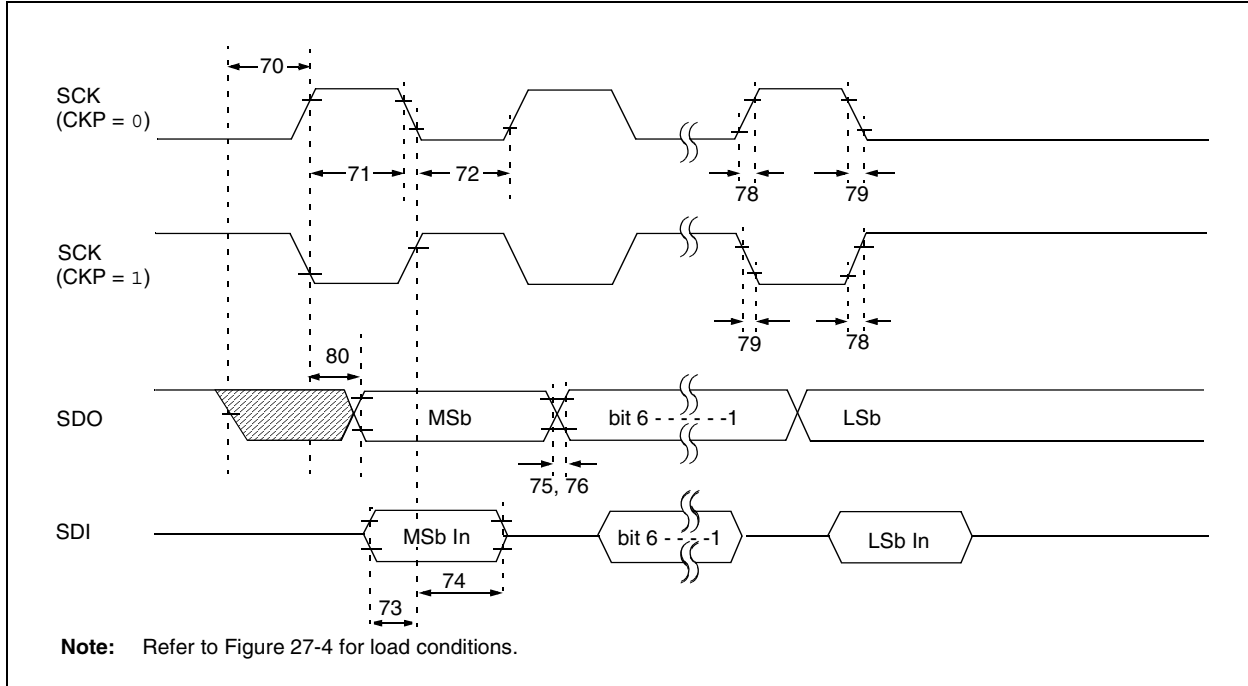 70
SCK
(CKP = 0)
71
72
78
79
SCK
(CKP = 1)
79
78
80
SDO
MSb
bit 6 - - - - - -1
LSb
75, 76
SDI
MSb In
bit 6 - - - - -1
LSb In
74
73
Note: Refer to Figure 27-4 for load conditions.